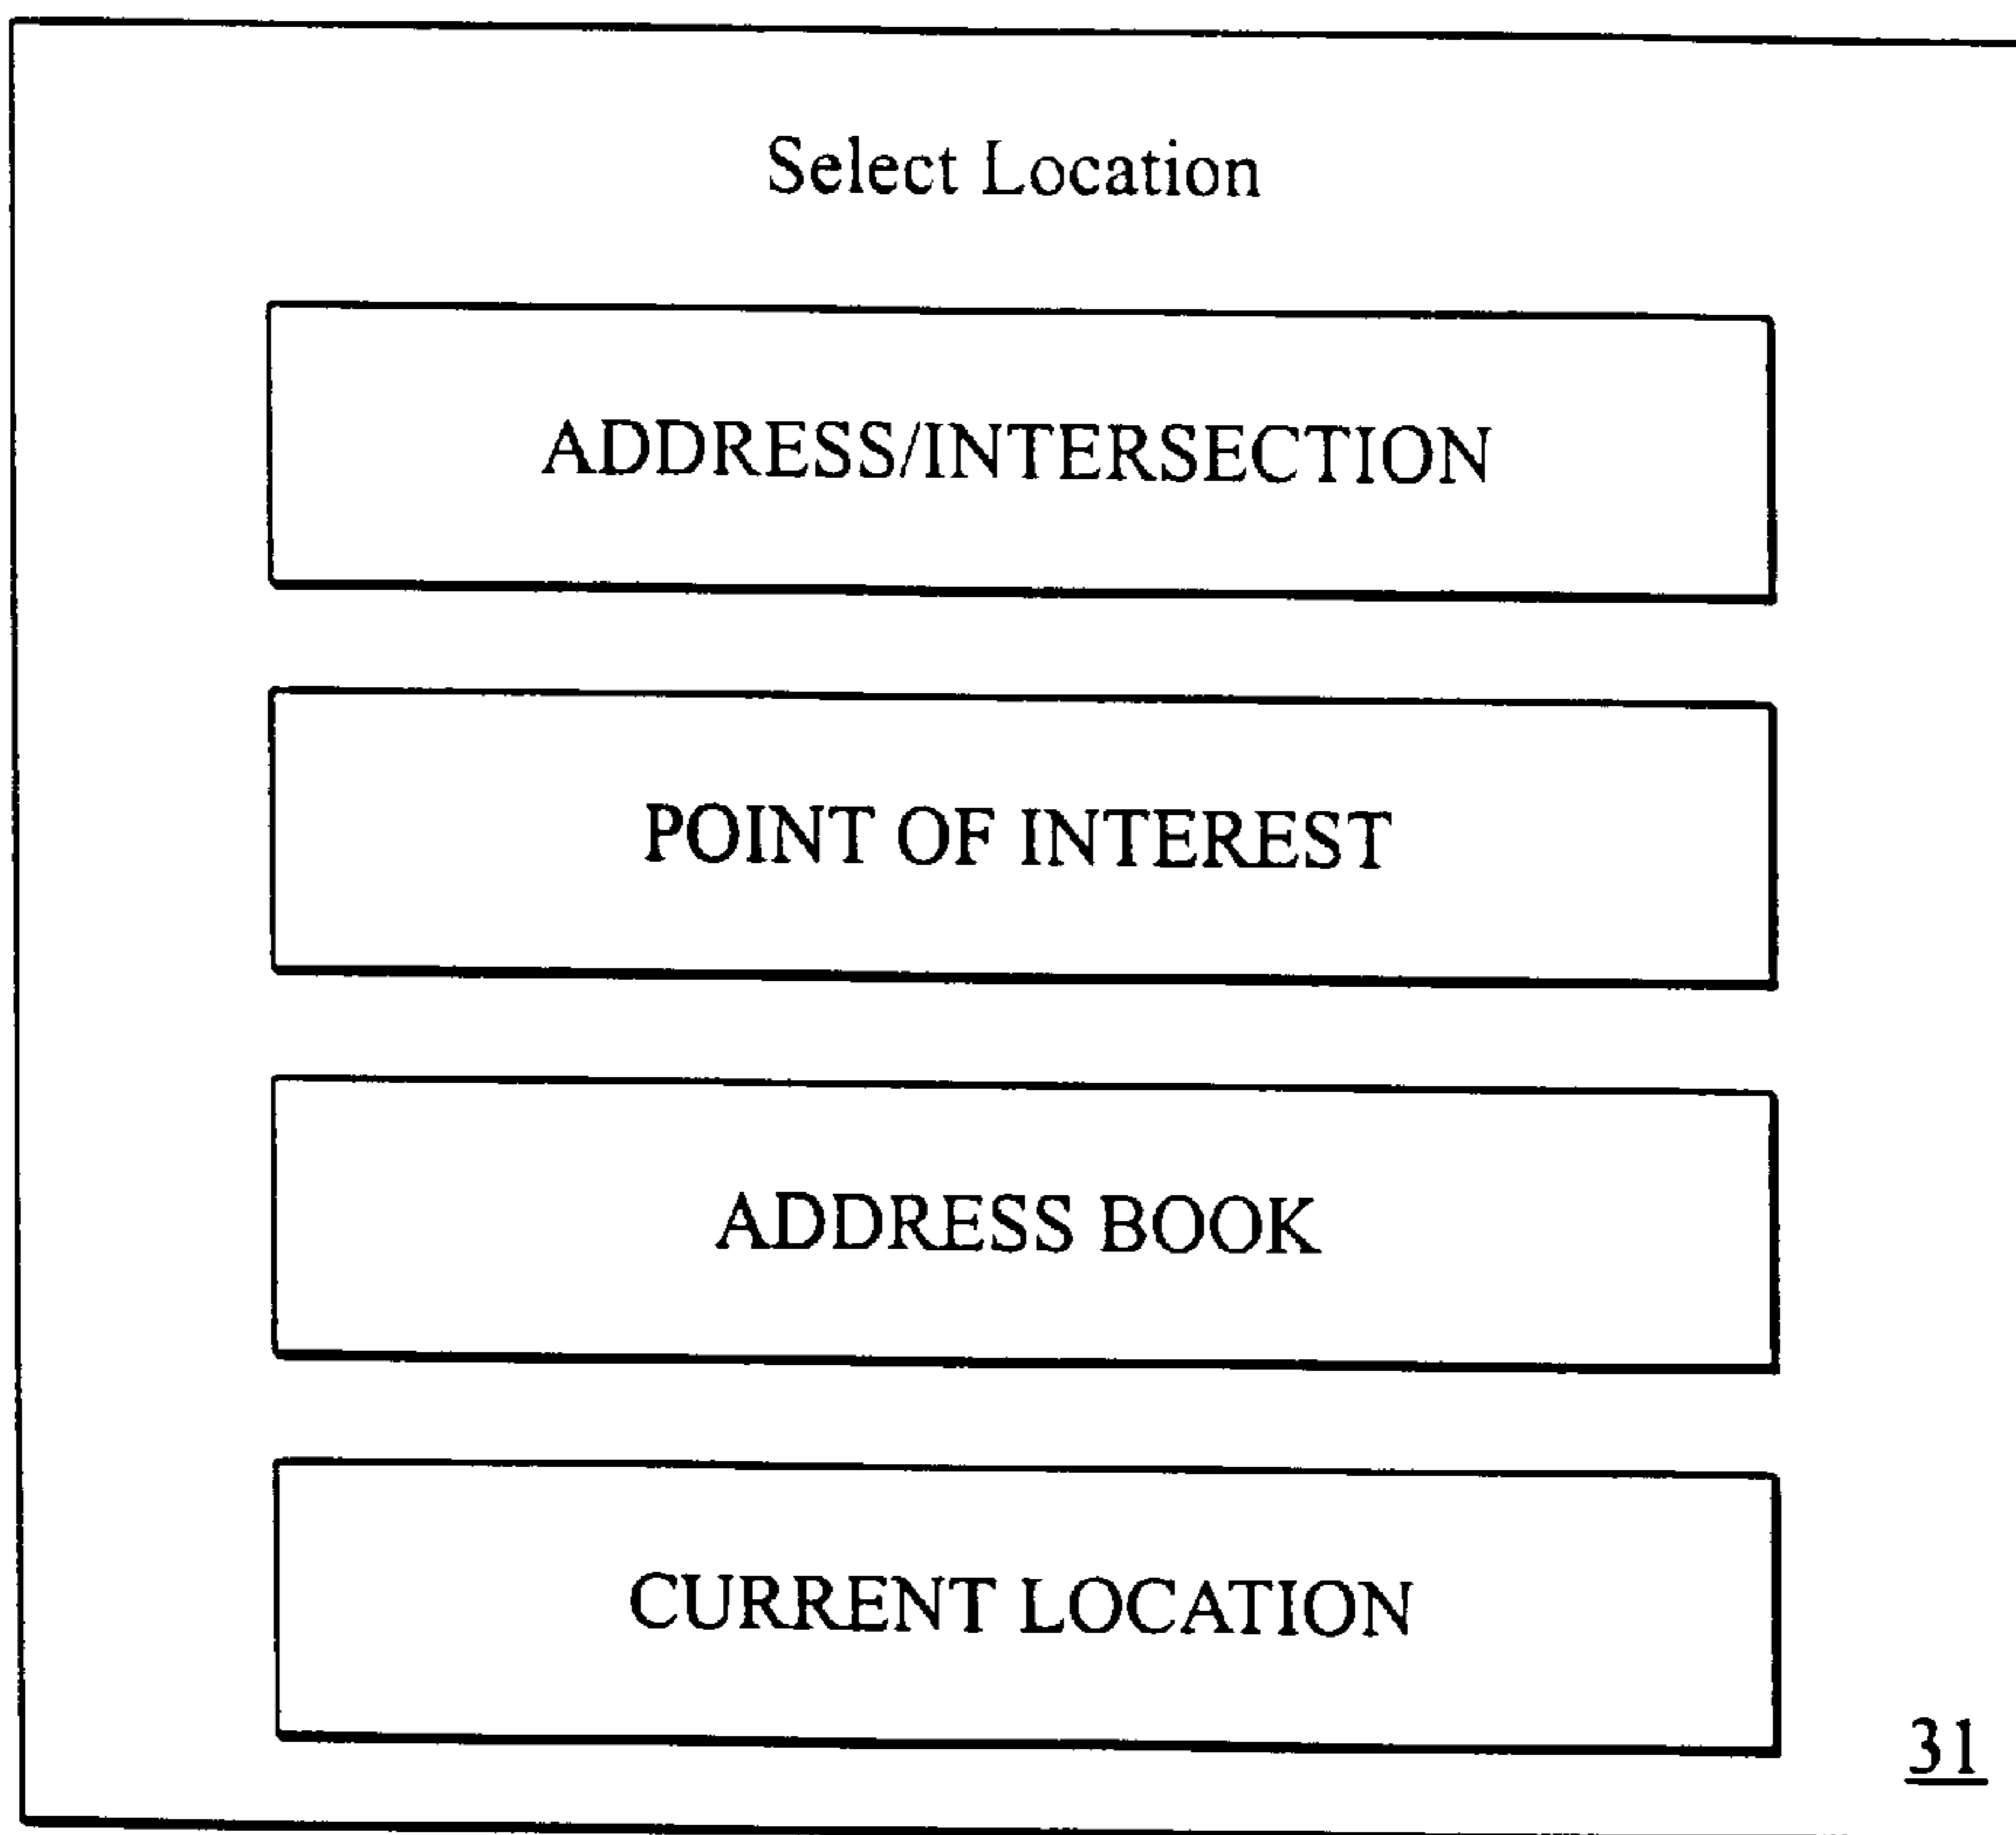 Select Location
ADDRESS/INTERSECTION
POINT OF INTEREST
ADDRESS BOOK
CURRENT LOCATION
31